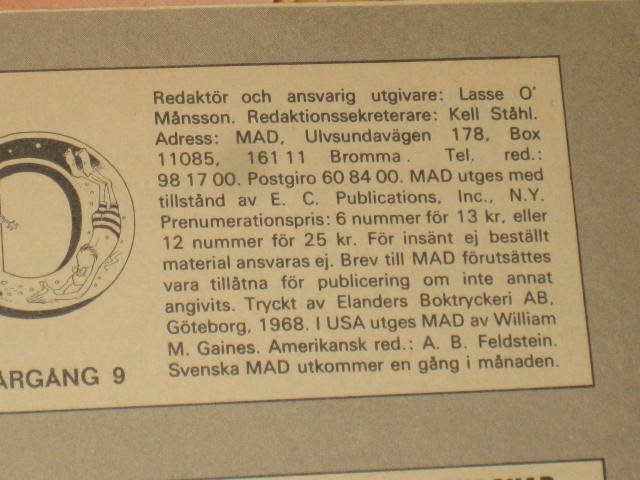 Redaktör och ansvarig utgivare: Lasse O'
Månsson. Redaktionssekreterare: Kell Ståhl.
Adress: MAD, Ulvsundavägen 178, Box
11085, 161 11 Bromma. Tel. red.:
98 17 00. Postgiro 60 84 00. MAD utges med
tillstånd av E. C. Publications, Inc., N.Y.
Prenumerationspris: 6 nummer för 13 kr, eller
12 nummer för 25 kr. För insänt ej beställt
material ansvaras ej. Brev till MAD förutsättes
vara tillåtna för publicering om inte annat
angivits. Tryckt av Elanders Boktryckeri AB,
Göteborg, 1968. I USA utges MAD av William
M. Gaines. Amerikansk red.: A. B. Feldstein.
Svenska MAD utkommer en gång i månaden.
D
ÅRGÅNG 9